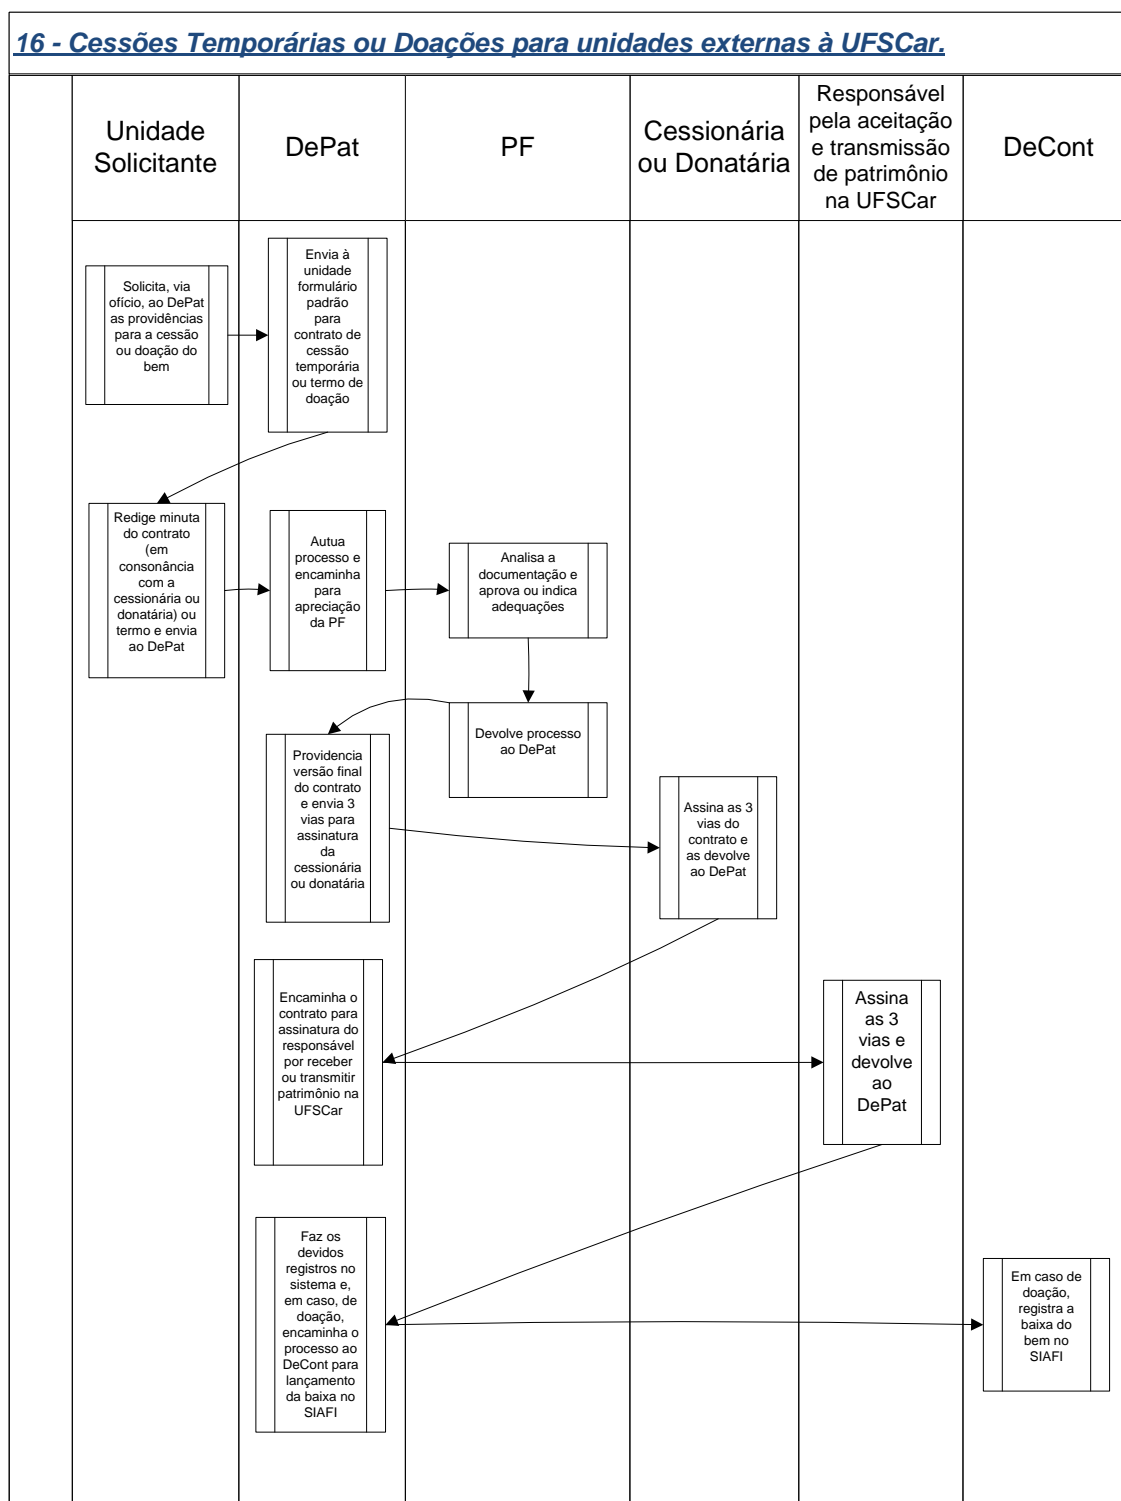 16 - Cessões Temporárias ou Doações para unidades externas à UFSCar.
Unidade
Solicitante
DePat
PF
Cessionária
ou Donatária
Responsável
pela aceitação
e transmissão
de patrimônio
na UFSCar
DeCont
Solicita, via
ofício, ao DePat
as providências
para a cessão
ou doação do
bem
Envia à
unidade
formulário
padrão
para
contrato de
cessão
temporária
ou termo de
doação
Redige minuta
do contrato
(em
consonância
com a
cessionária ou
donatária) ou
termo e envia
ao DePat
Autua
processo e
encaminha
para
apreciação
da PF
Analisa a
documentação e
aprova ou indica
adequações
Devolve processo
ao DePat
Providencia
versão final
do contrato
e envia 3
vias para
assinatura
da
cessionária
ou donatária
Assina as 3
vias do
contrato e
as devolve
ao DePat
Encaminha o
contrato para
assinatura do
responsável
por receber
ou transmitir
patrimônio na
UFSCar
Assina
as 3
vias e
devolve
ao
DePat
Faz os
devidos
registros no
sistema e,
em caso, de
doação,
encaminha o
processo ao
DeCont para
lançamento
da baixa no
SIAFI
Em caso de
doação,
registra a
baixa do
bem no
SIAFI